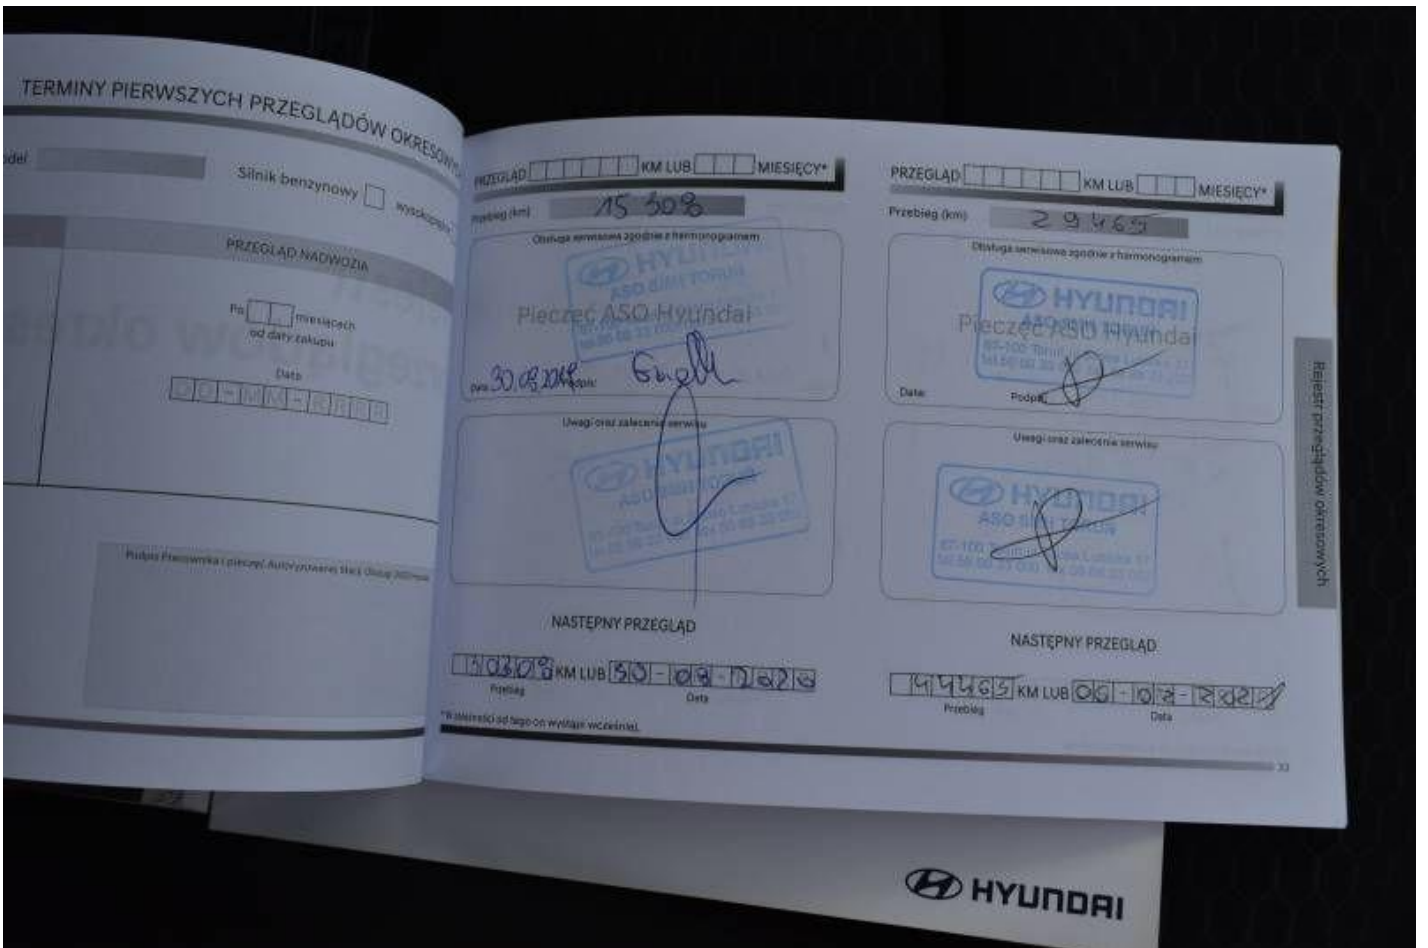 TERMINY PIERWSZYCH PRZEGLĄDÓW
Silnik benzynowy
PRZEGLĄD NADWOZIA
Po miesiącach
od daty zakupu
Data
DD-MM-RRRR
PRZEGLĄD KM LUB MIESIĘCY*
Przebieg (km) 15 308
Obsługa serwisowa zgodnie z harmonogramem
HYUNDAI
Pieczęć ASO Hyundai
Data: 30.08. Podpis:
Uwagi oraz zalecenia serwisu
HYUNDAI
NASTĘPNY PRZEGLĄD
KM LUB 30-08-2020
Przebieg Data
*W zależności od tego co wystąpi wcześniej.
PRZEGLĄD KM LUB MIESIĘCY*
Przebieg (km) 29465
Obsługa serwisowa zgodnie z harmonogramem
HYUNDAI
Pieczęć ASO Hyundai
Data: Podpis:
Uwagi oraz zalecenia serwisu
HYUNDAI
NASTĘPNY PRZEGLĄD
44465 KM LUB
Przebieg Data
33
Rejestr przeglądów okresowych
HYUNDAI